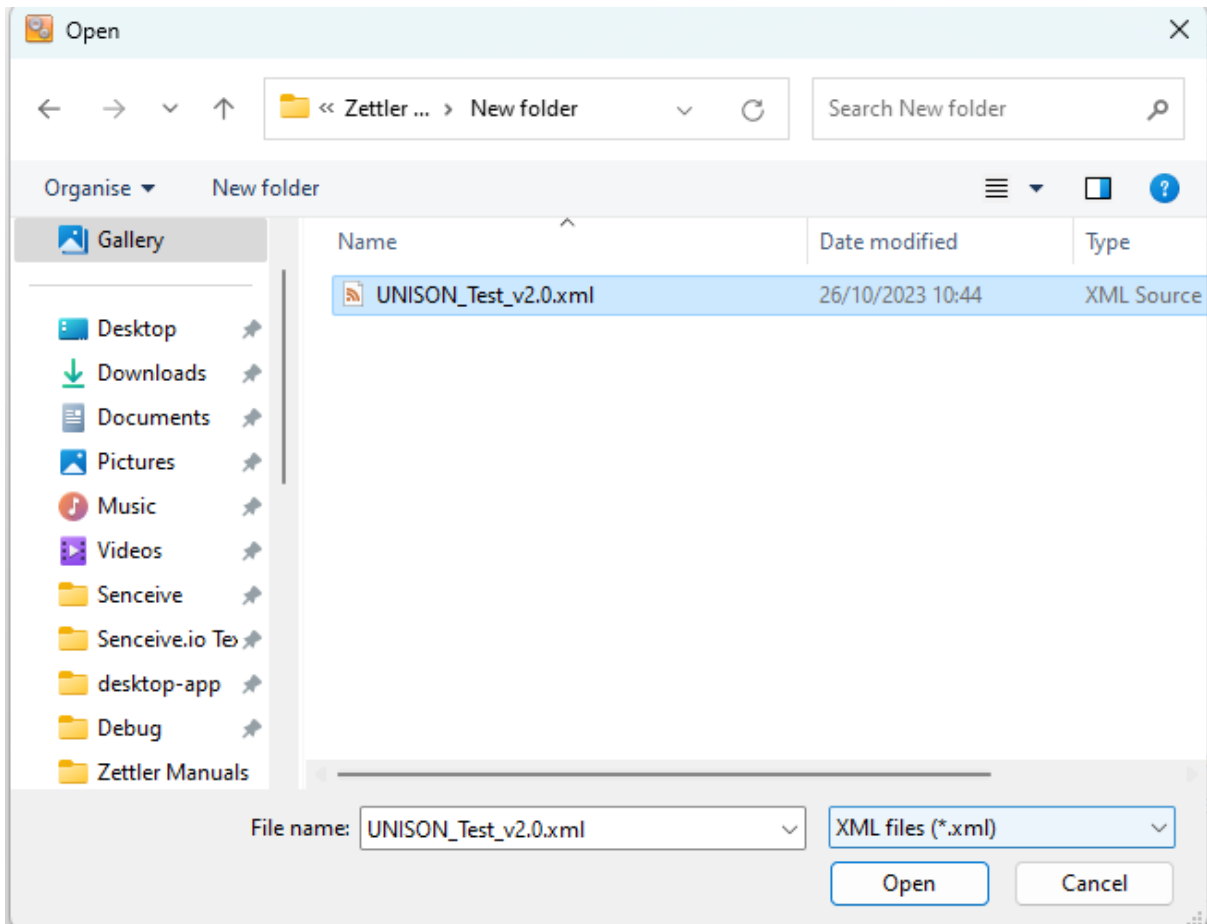 Open
« Zettler ... › New folder
Search New folder
Organise
New folder
Gallery
Name
Date modified
Type
UNISON_Test_v2.0.xml
26/10/2023 10:44
XML Source
Desktop
Downloads
Documents
Pictures
Music
Videos
Senceive
Senceive.io Te
desktop-app
Debug
Zettler Manuals
File name:
UNISON_Test_v2.0.xml
XML files (*.xml)
Open
Cancel